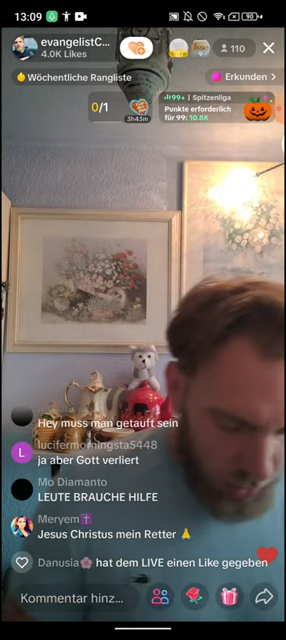 13:09
90
evangelistC...
4.0K Likes
110
Wöchentliche Rangliste
Erkunden
0/1
3h43m
99+ | Spitzenliga
Punkte erforderlich
für 99: 10.8K
Hey muss man getauft sein
L
lucifermorningsta5448
ja aber Gott verliert
Mo Diamanto
LEUTE BRAUCHE HILFE
Meryem✝️
Jesus Christus mein Retter 🙏
Danusia🌸 hat dem LIVE einen Like gegeben
Kommentar hinz...